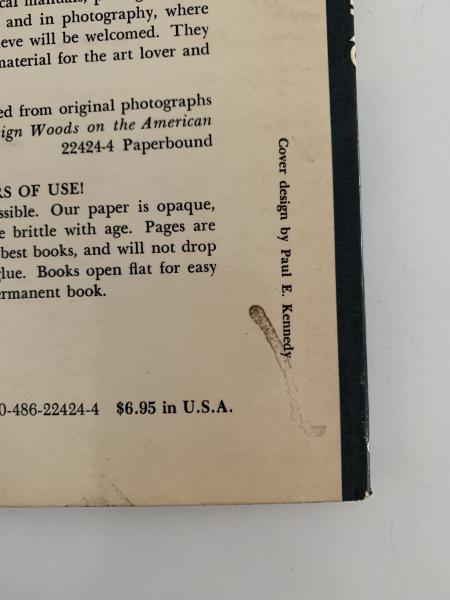 and in photography, where
eve will be welcomed. They
material for the art lover and
ed from original photographs
ign Woods on the American
22424-4 Paperbound
RS OF USE!
ssible. Our paper is opaque,
e brittle with age. Pages are
best books, and will not drop
glue. Books open flat for easy
ermanent book.
0-486-22424-4 $6.95 in U.S.A.
Cover design by Paul E. Kennedy